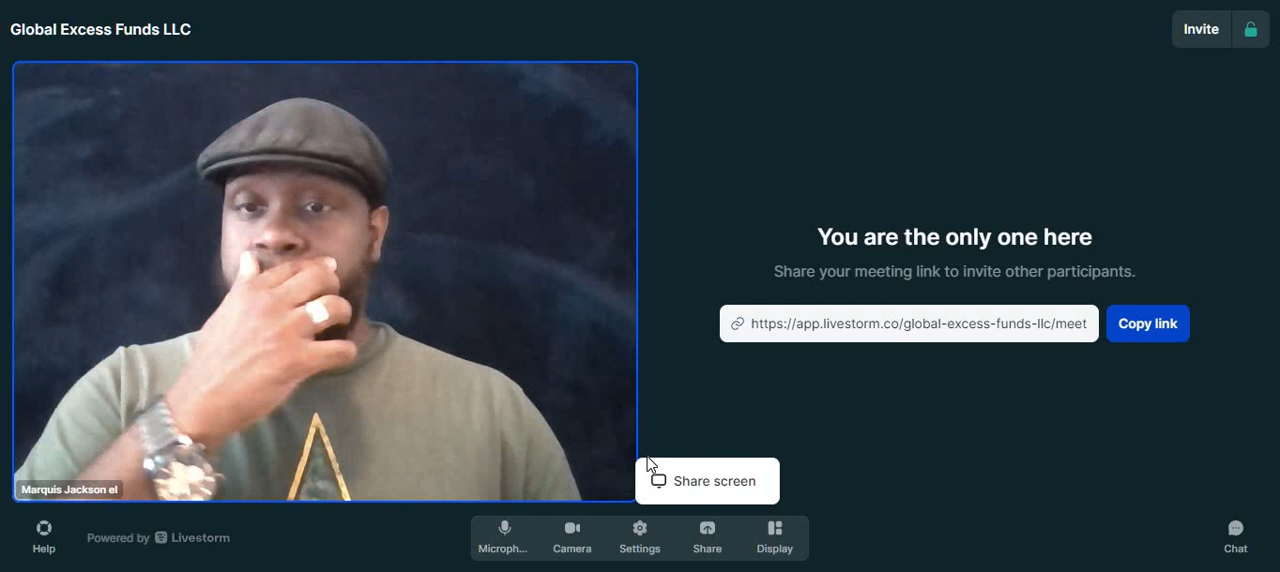 Global Excess Funds LLC
Invite
You are the only one here
Share your meeting link to invite other participants.
https://app.livestorm.co/global-excess-funds-llc/meet
Copy link
Share screen
Marquis Jackson el
Help
Powered by Livestorm
Microph...
Camera
Settings
Share
Display
Chat